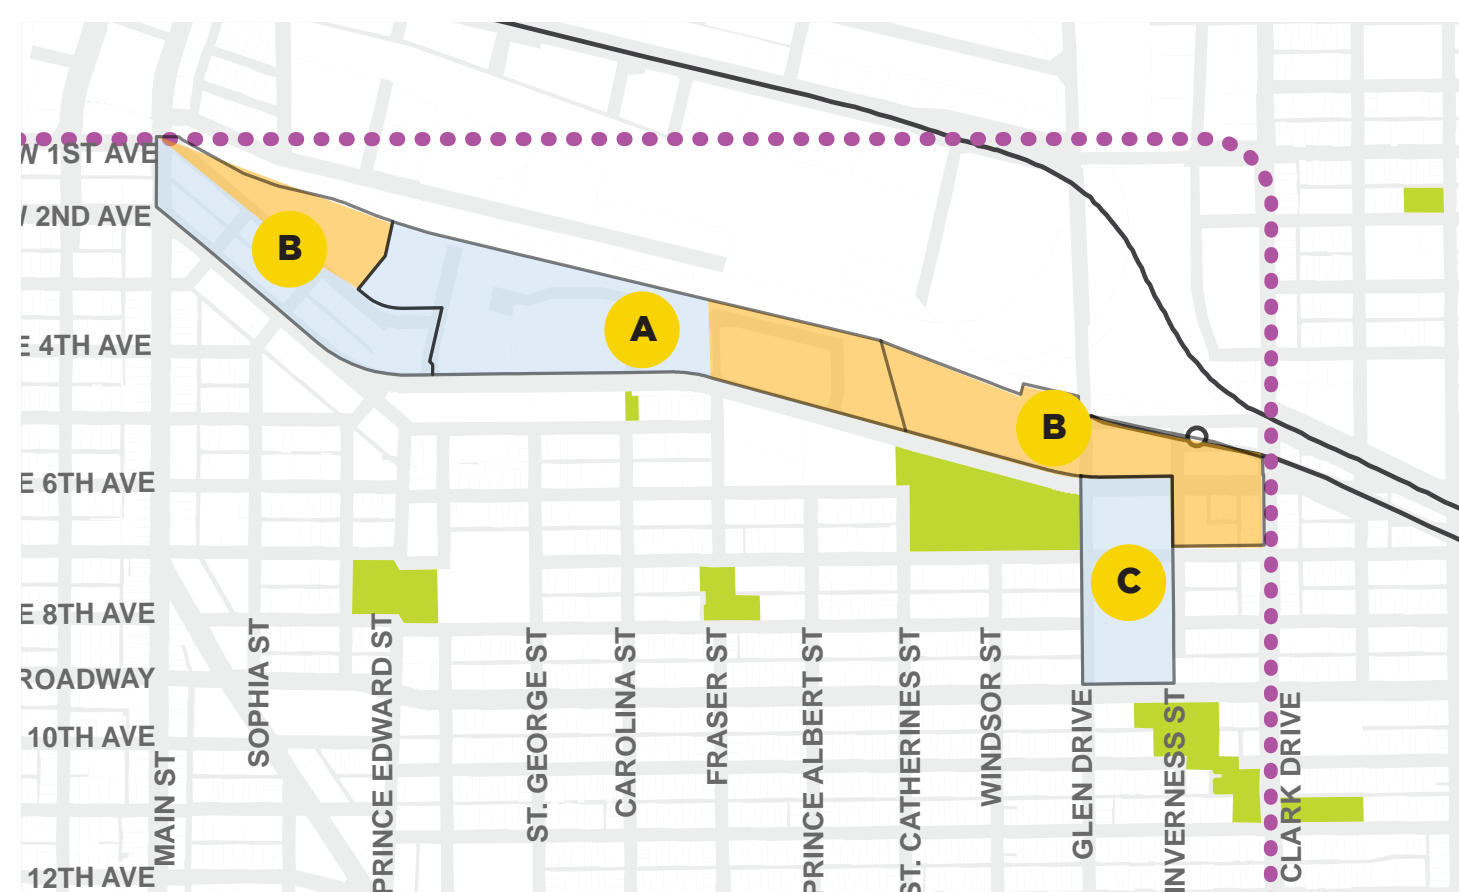 W 1ST AVE
W 2ND AVE
B
A
E 4TH AVE
B
E 6TH AVE
C
E 8TH AVE
ROADWAY
10TH AVE
12TH AVE
MAIN ST
SOPHIA ST
PRINCE EDWARD ST
ST. GEORGE ST
CAROLINA ST
FRASER ST
PRINCE ALBERT ST
ST. CATHERINES ST
WINDSOR ST
GLEN DRIVE
INVERNESS ST
CLARK DRIVE